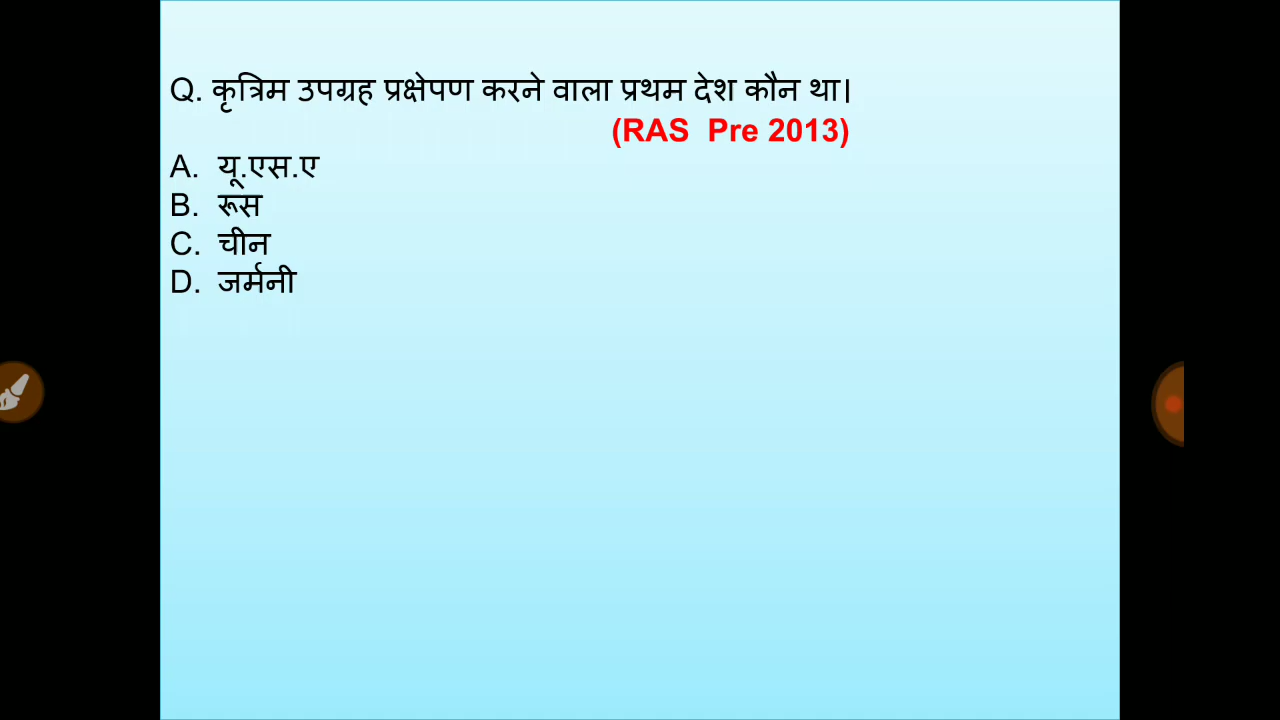 Q. कृत्रिम उपग्रह प्रक्षेपण करने वाला प्रथम देश कौन था।
(RAS Pre 2013)
A. यू.एस.ए
B. रूस
C. चीन
D. जर्मनी